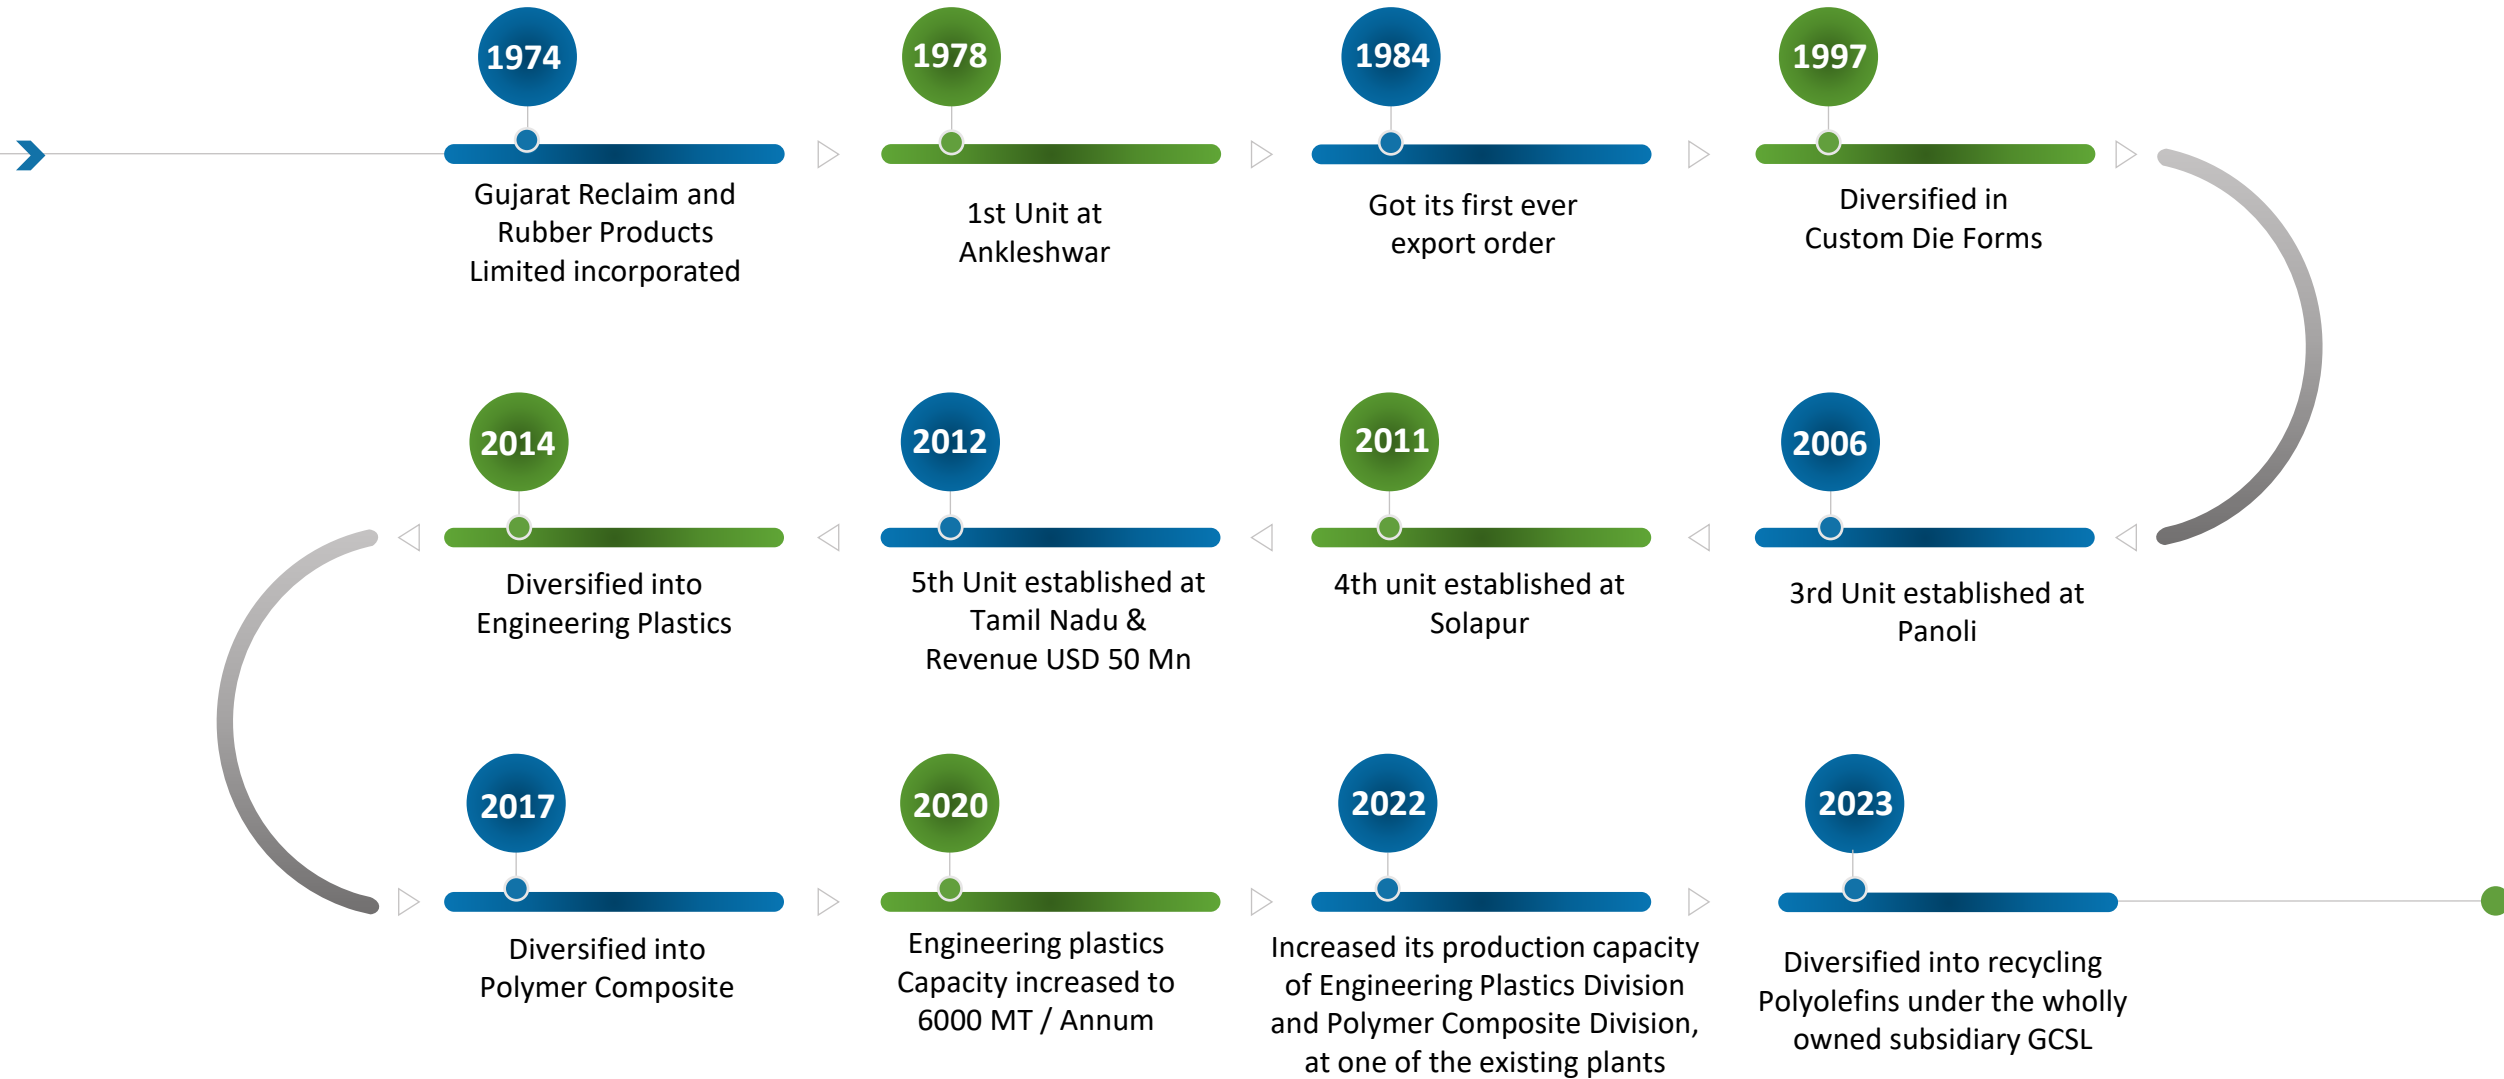 1974
Gujarat Reclaim and
Rubber Products
Limited incorporated
1978
1st Unit at
Ankleshwar
1984
Got its first ever
export order
1997
Diversified in
Custom Die Forms
2006
3rd Unit established at
Panoli
2011
4th unit established at
Solapur
2012
5th Unit established at
Tamil Nadu &
Revenue USD 50 Mn
2014
Diversified into
Engineering Plastics
2017
Diversified into
Polymer Composite
2020
Engineering plastics
Capacity increased to
6000 MT / Annum
2022
Increased its production capacity
of Engineering Plastics Division
and Polymer Composite Division,
at one of the existing plants
2023
Diversified into recycling
Polyolefins under the wholly
owned subsidiary GCSL